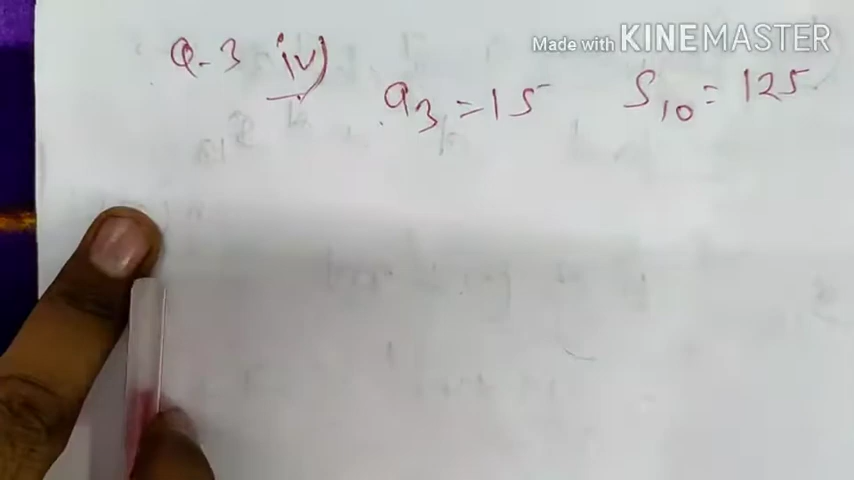 Made with KINEMASTER
Q-3 iv)
a3 = 15 S10 = 125